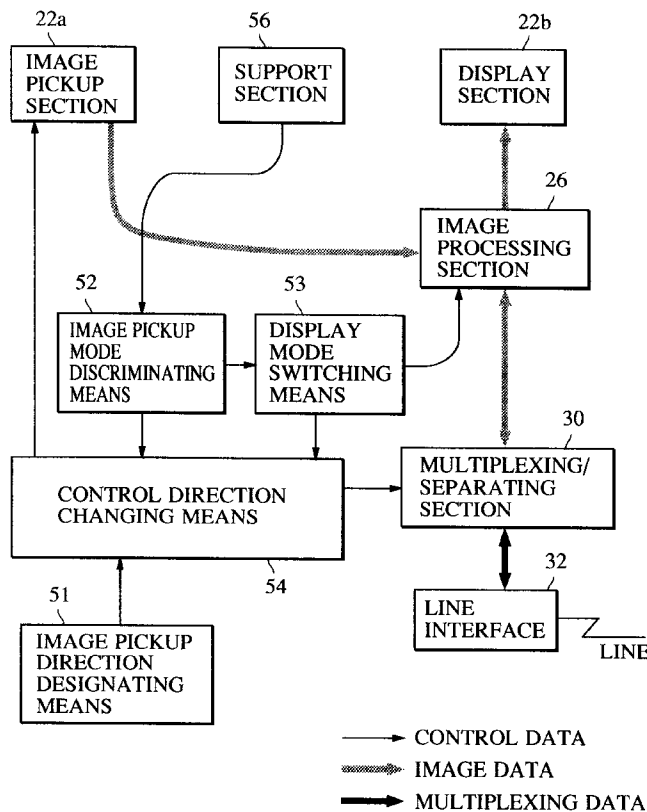 22a
IMAGE
PICKUP
SECTION
56
SUPPORT
SECTION
22b
DISPLAY
SECTION
26
IMAGE
PROCESSING
SECTION
52
IMAGE PICKUP
MODE
DISCRIMINATING
MEANS
53
DISPLAY
MODE
SWITCHING
MEANS
30
MULTIPLEXING/
SEPARATING
SECTION
CONTROL DIRECTION
CHANGING MEANS
54
32
LINE
INTERFACE
LINE
51
IMAGE PICKUP
DIRECTION
DESIGNATING
MEANS
CONTROL DATA
IMAGE DATA
MULTIPLEXING DATA